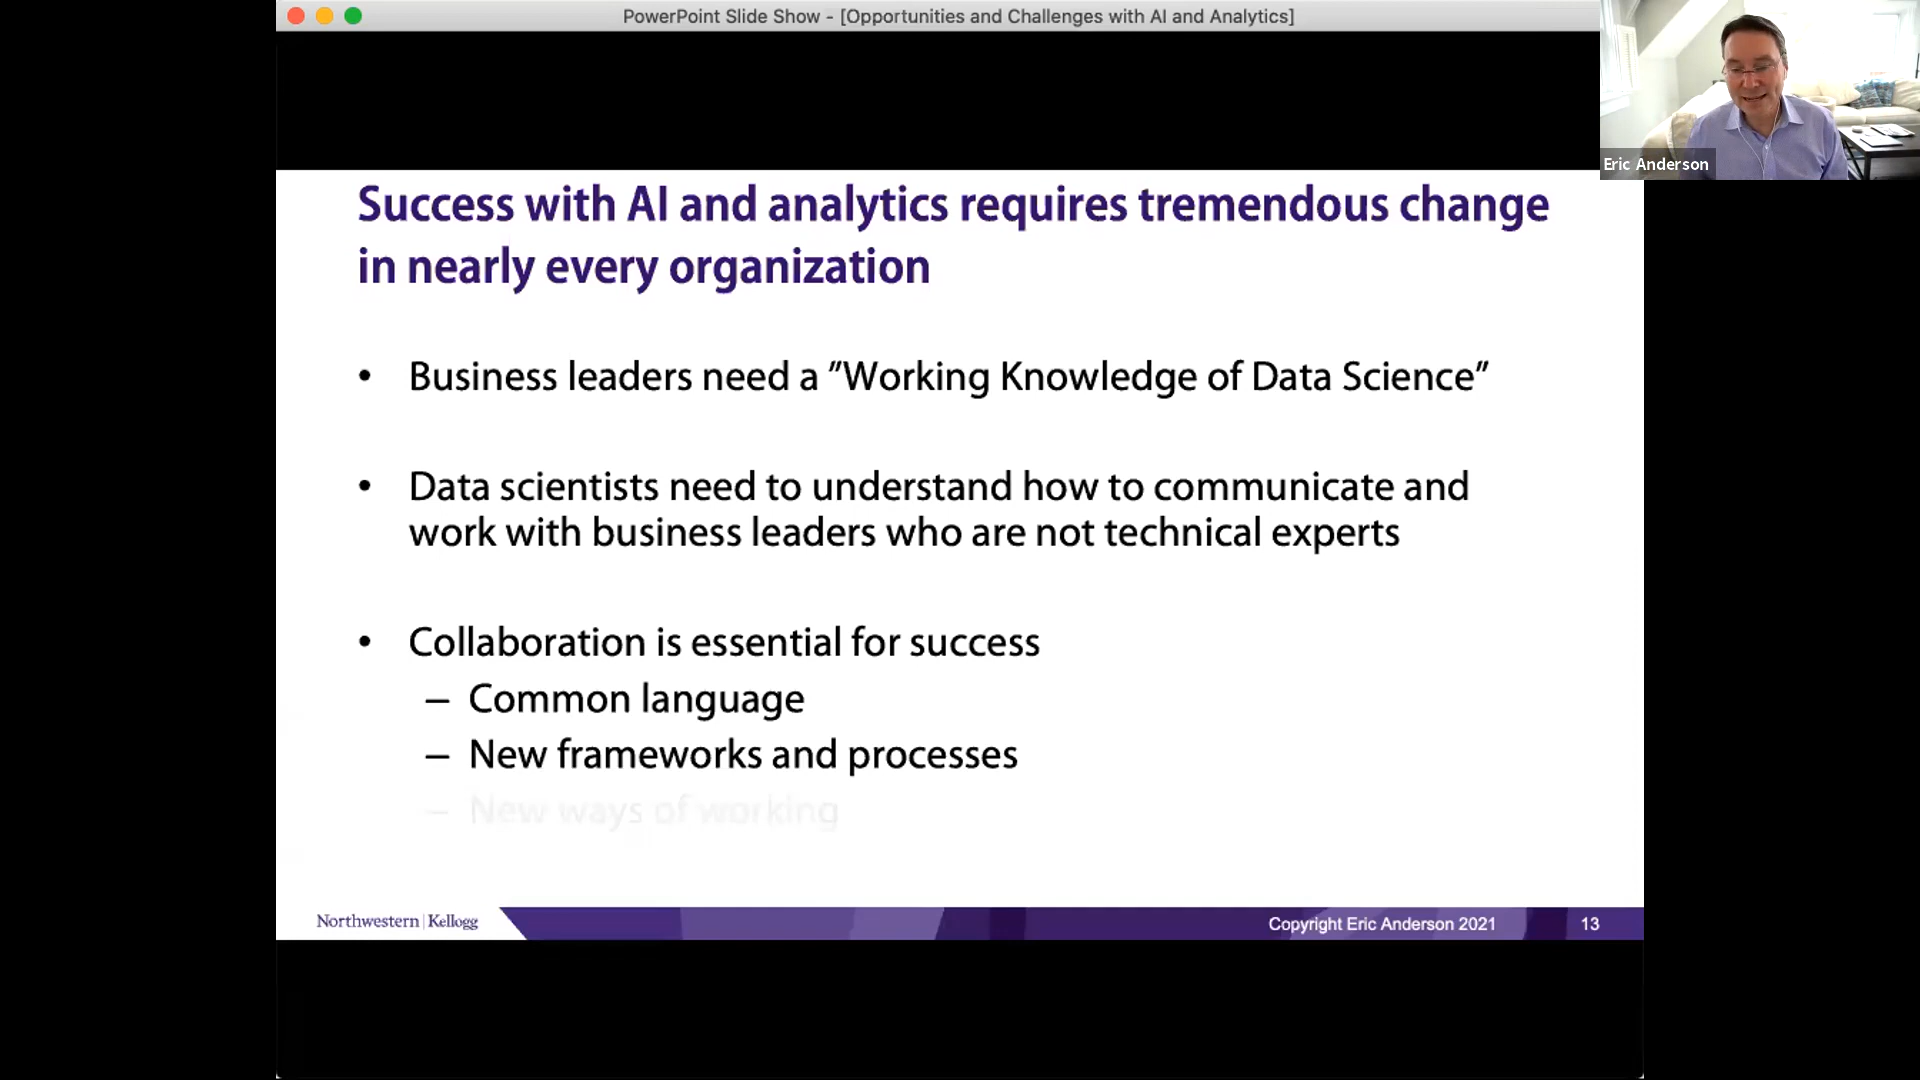 PowerPoint Slide Show - [Opportunities and Challenges with AI and Analytics]
Eric Anderson
Success with AI and analytics requires tremendous change
in nearly every organization
• Business leaders need a ”Working Knowledge of Data Science”
• Data scientists need to understand how to communicate and
work with business leaders who are not technical experts
• Collaboration is essential for success
– Common language
– New frameworks and processes
– New ways of working
Northwestern | Kellogg
Copyright Eric Anderson 2021
13